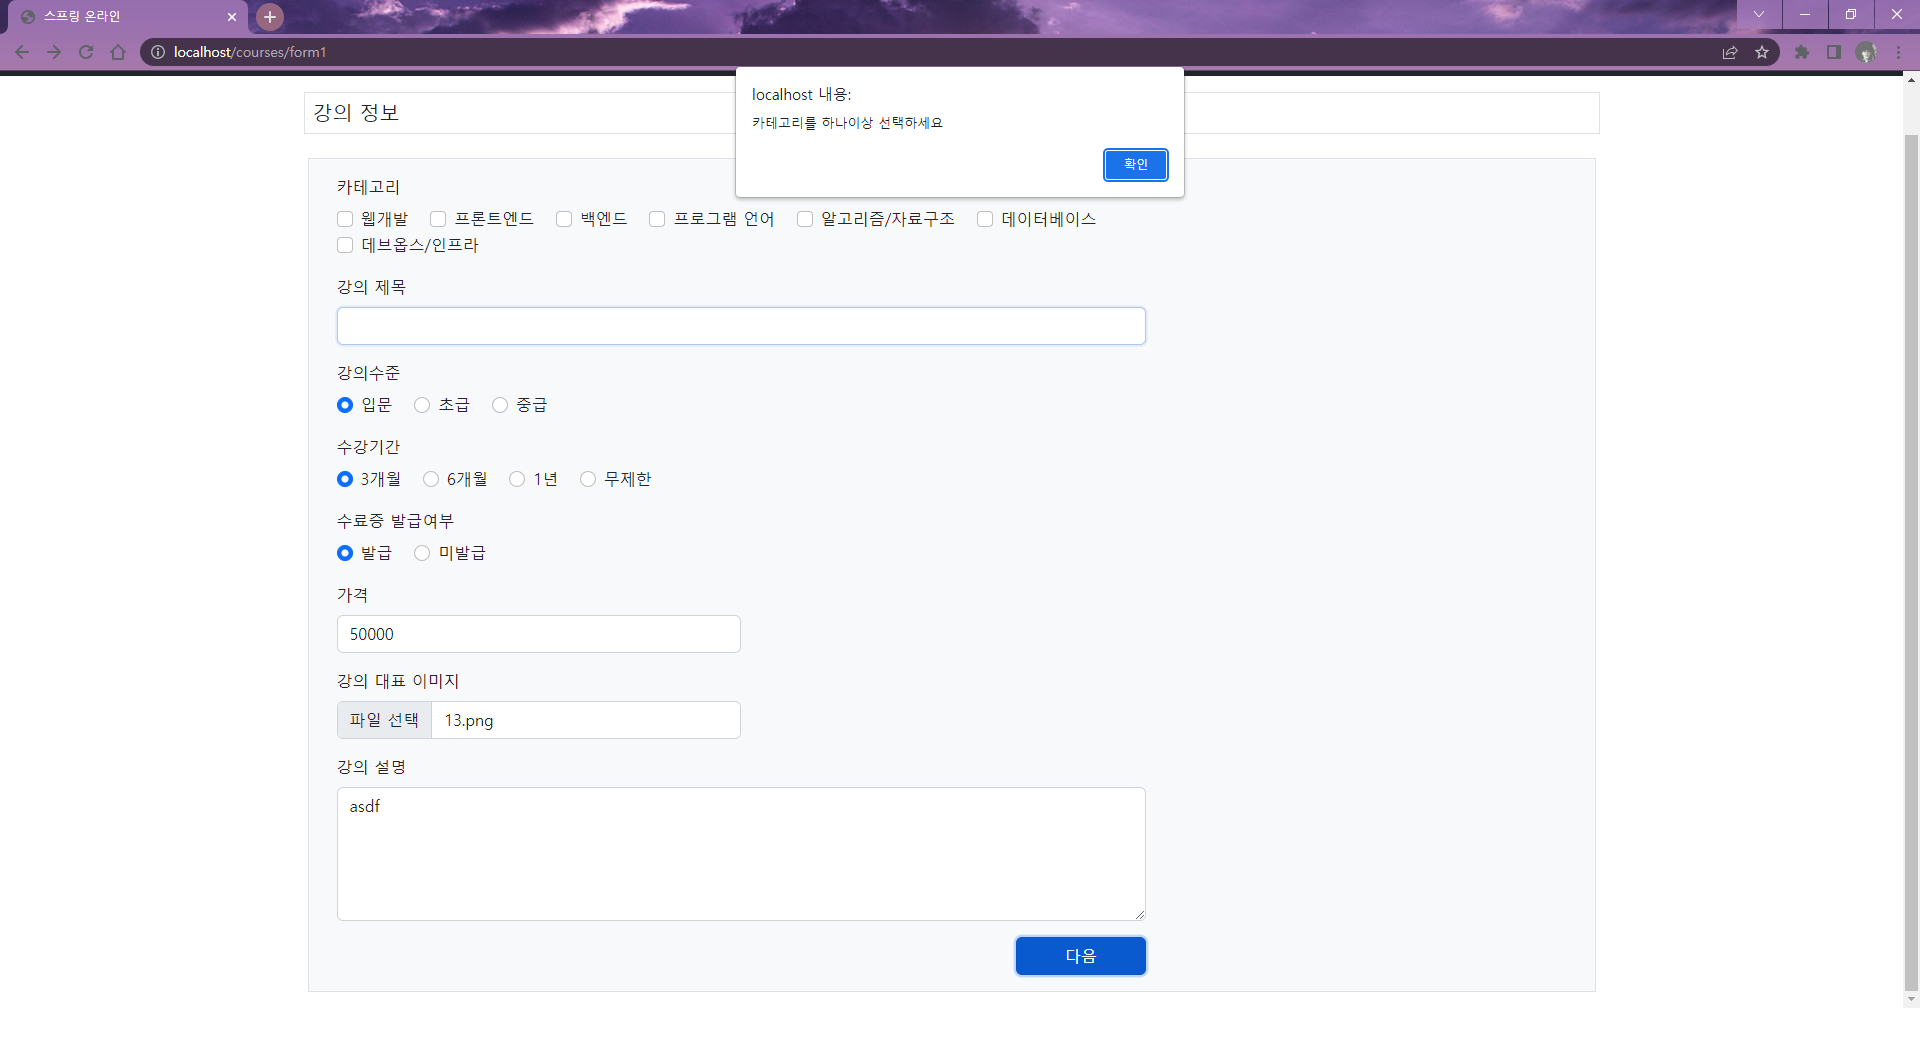 스프링 온라인
localhost/courses/form1
localhost 내용:
카테고리를 하나이상 선택하세요
확인
강의 정보
카테고리
웹개발 프론트엔드 백엔드 프로그램 언어 알고리즘/자료구조 데이터베이스
데브옵스/인프라
강의 제목
강의수준
입문 초급 중급
수강기간
3개월 6개월 1년 무제한
수료증 발급여부
발급 미발급
가격
50000
강의 대표 이미지
파일 선택 13.png
강의 설명
asdf
다음